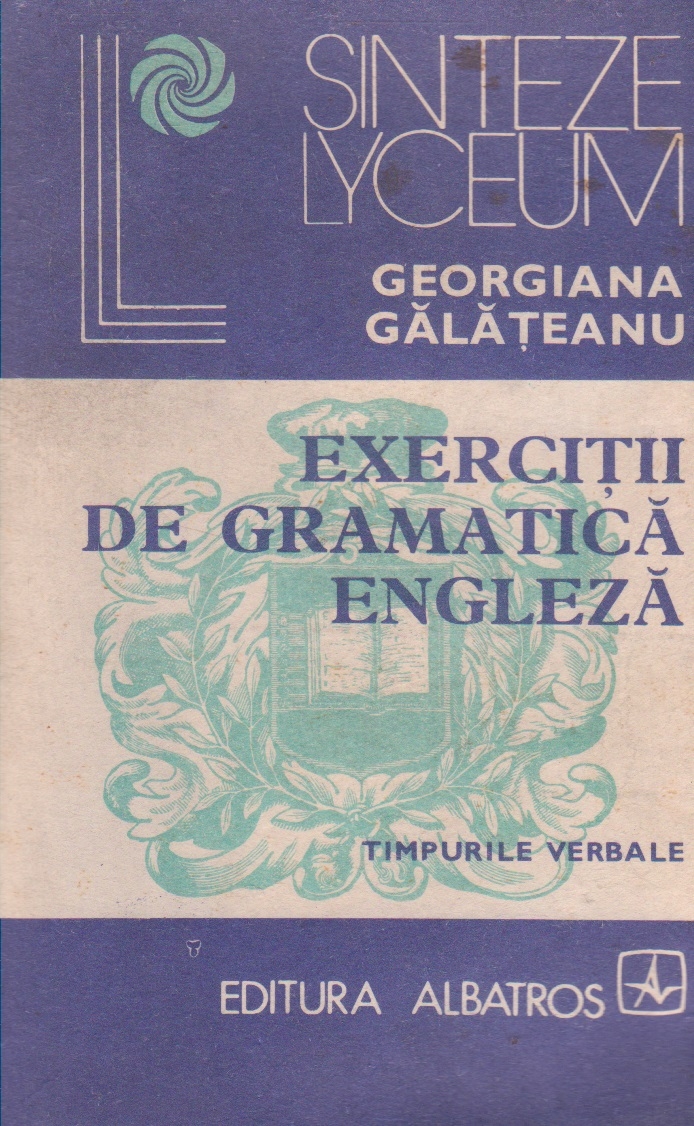 SINTEZE
LYCEUM
GEORGIANA
GĂLĂȚEANU
EXERCIȚII
DE GRAMATICĂ
ENGLEZĂ
TIMPURILE VERBALE
EDITURA ALBATROS